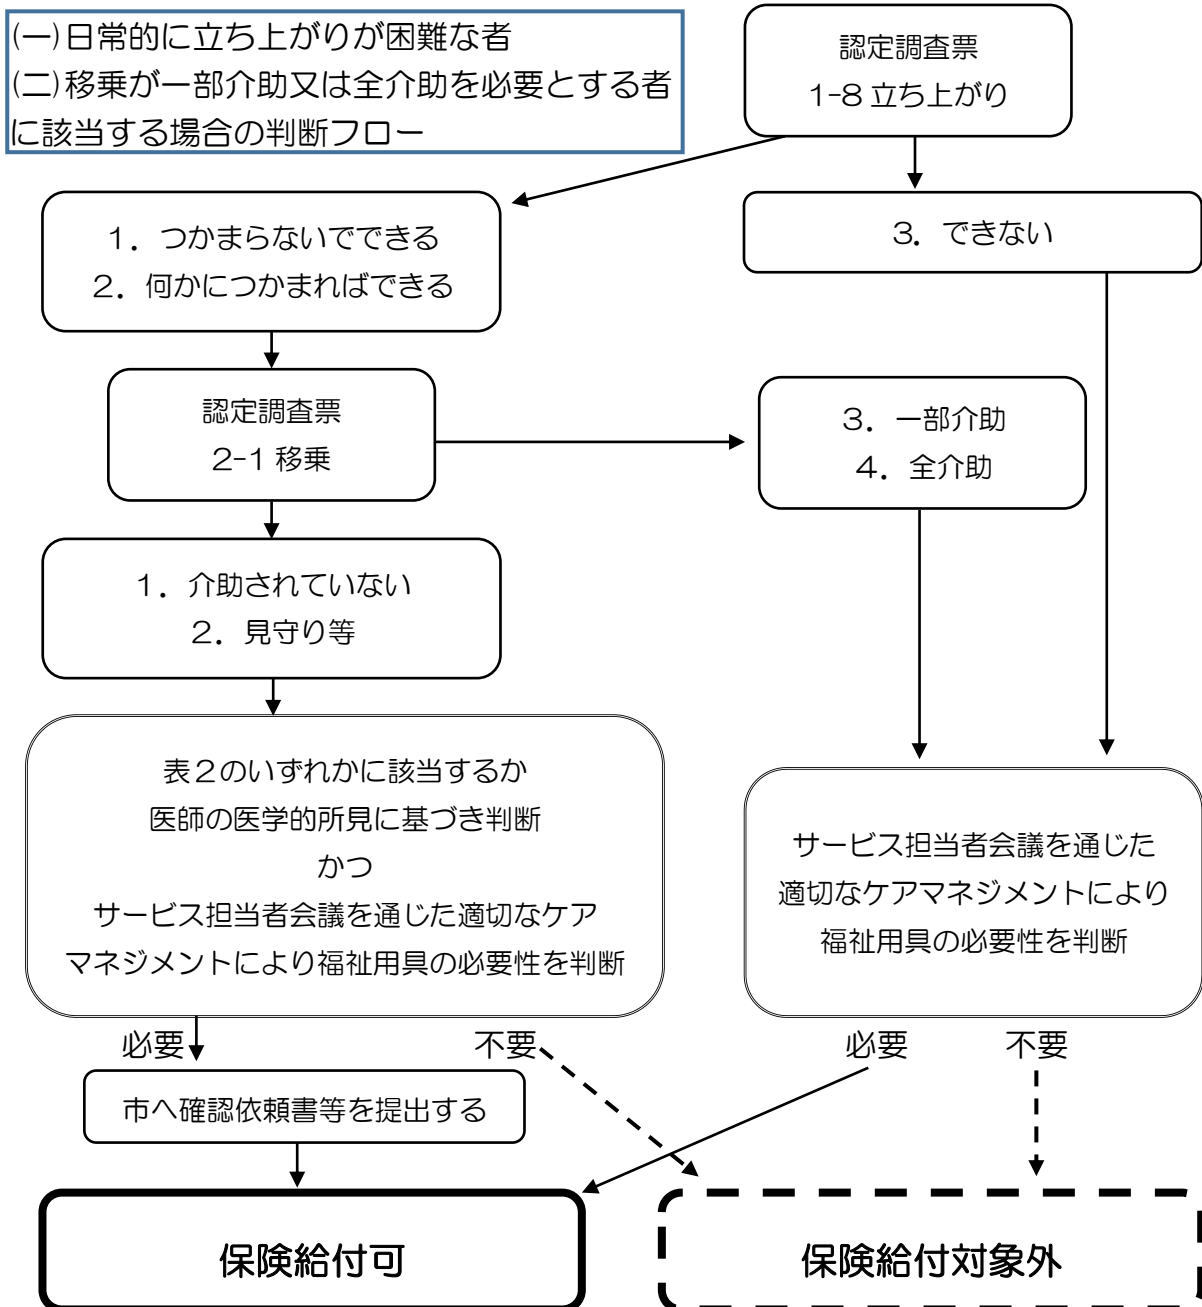 (一)日常的に立ち上がりが困難な者
(二)移乗が一部介助又は全介助を必要とする者
に該当する場合の判断フロー
認定調査票
1-8 立ち上がり
1．つかまらないでできる
2．何かにつかまればできる
3．できない
認定調査票
2-1 移乗
3．一部介助
4．全介助
1．介助されていない
2．見守り等
表2のいずれかに該当するか
医師の医学的所見に基づき判断
かつ
サービス担当者会議を通じた適切なケア
マネジメントにより福祉用具の必要性を判断
サービス担当者会議を通じた
適切なケアマネジメントにより
福祉用具の必要性を判断
必要
不要
必要
不要
市へ確認依頼書等を提出する
保険給付可
保険給付対象外